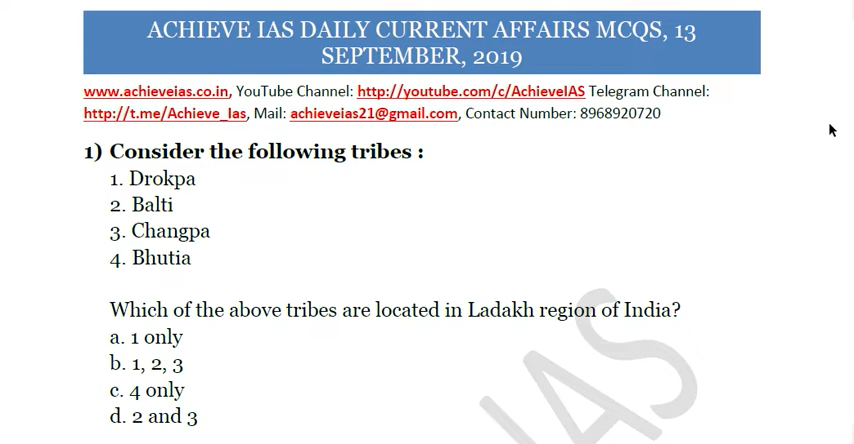 ACHIEVE IAS DAILY CURRENT AFFAIRS MCQS, 13
SEPTEMBER, 2019
www.achieveias.co.in, YouTube Channel: http://youtube.com/c/AchieveIAS Telegram Channel:
http://t.me/Achieve_Ias, Mail: achieveias21@gmail.com, Contact Number: 8968920720
1) Consider the following tribes :
1. Drokpa
2. Balti
3. Changpa
4. Bhutia
Which of the above tribes are located in Ladakh region of India?
a. 1 only
b. 1, 2, 3
c. 4 only
d. 2 and 3
IAS